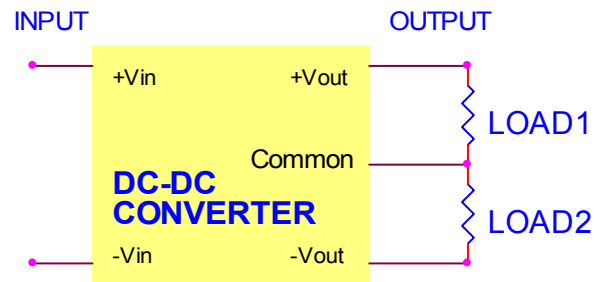 INPUT OUTPUT
+Vin +Vout
LOAD1
Common
DC-DC
CONVERTER
LOAD2
-Vin -Vout